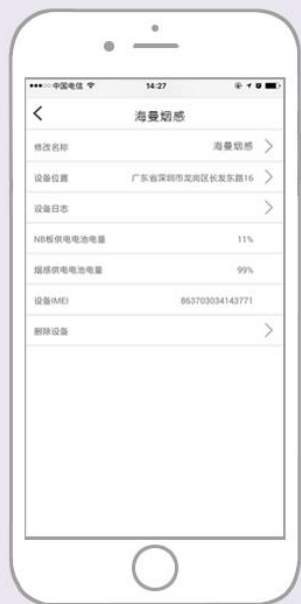 中国电信
14:27
海曼烟感
修改名称
海曼烟感
设备位置
广东省深圳市龙岗区长发东路16
设备日志
NB板供电电池电量
11%
烟感供电电池电量
99%
设备IMEI
863703034143771
删除设备